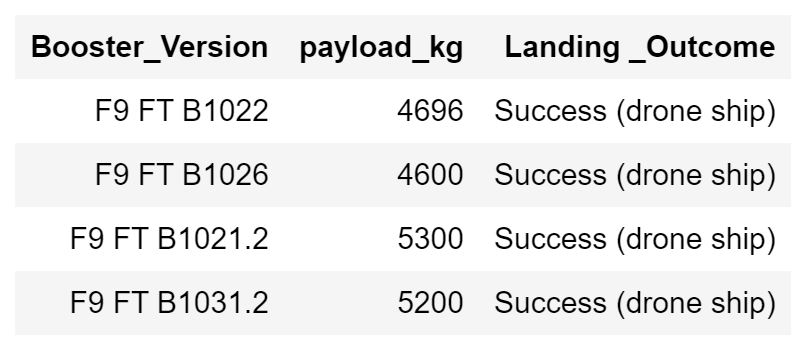 Booster_Version payload_kg Landing _Outcome
F9 FT B1022 4696 Success (drone ship)
F9 FT B1026 4600 Success (drone ship)
F9 FT B1021.2 5300 Success (drone ship)
F9 FT B1031.2 5200 Success (drone ship)